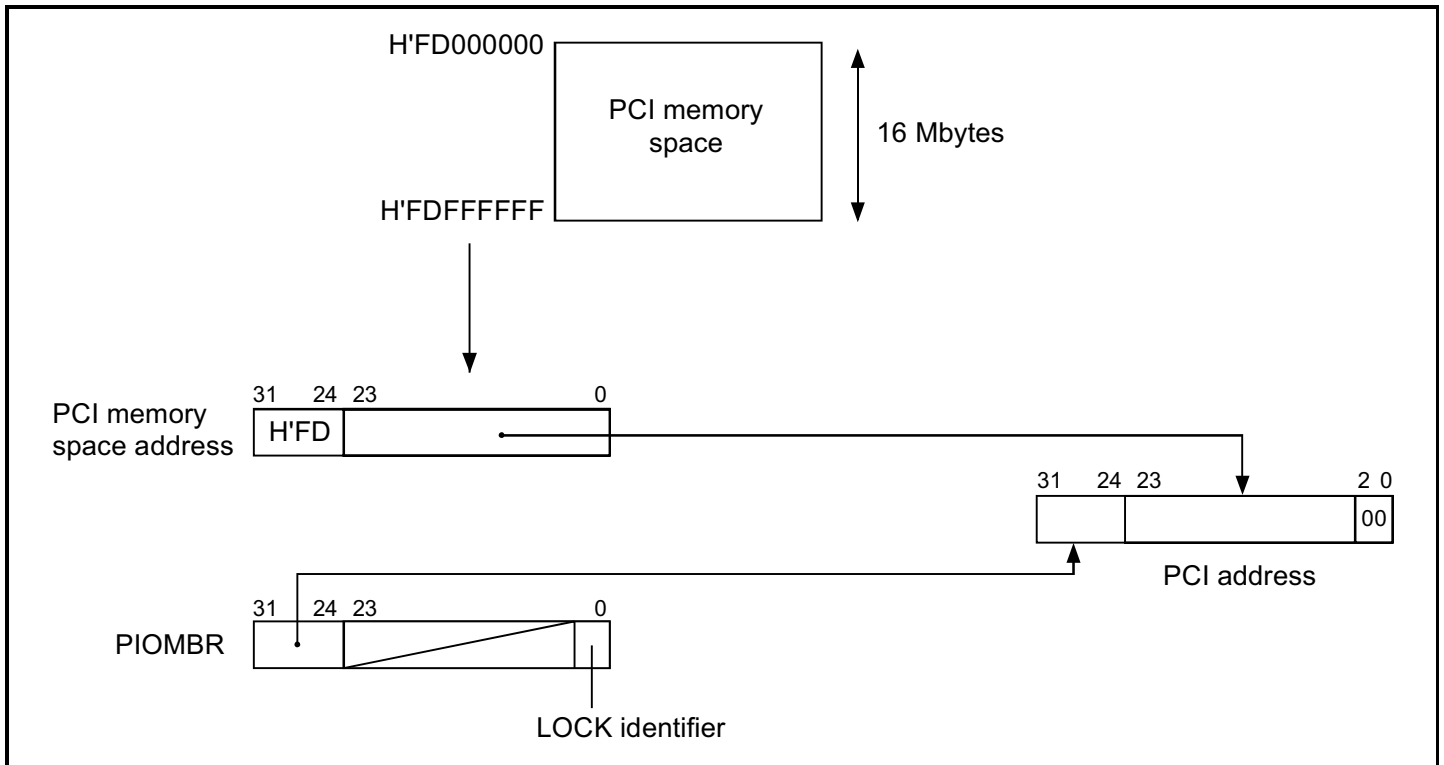 H'FD000000
PCI memory
space
16 Mbytes
H'FDFFFFFF
31 24 23 0
PCI memory
space address
H'FD
31 24 23 2 0
00
PCI address
31 24 23 0
PIOMBR
LOCK identifier